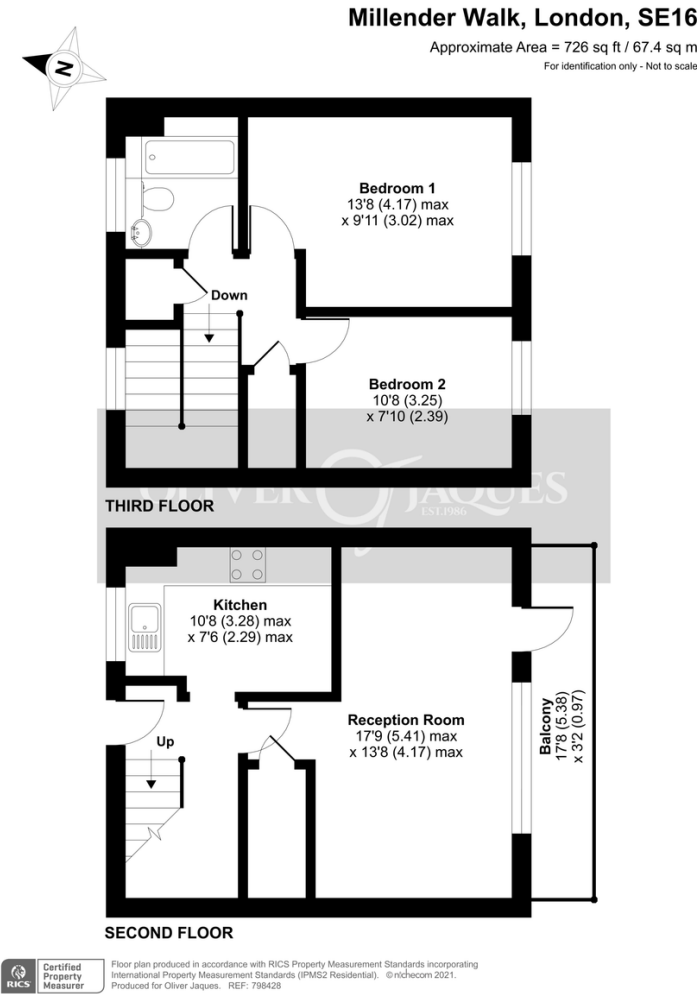 Millender Walk, London, SE16
Approximate Area = 726 sq ft / 67.4 sq m
For identification only - Not to scale
N
Bedroom 1
13'8 (4.17) max
x 9'11 (3.02) max
Down
Bedroom 2
10'8 (3.25)
x 7'10 (2.39)
OLIVER JAQUES
EST.1986
THIRD FLOOR
Kitchen
10'8 (3.28) max
x 7'6 (2.29) max
Up
Reception Room
17'9 (5.41) max
x 13'8 (4.17) max
Balcony
17'8 (5.38)
x 3'2 (0.97)
SECOND FLOOR
RICS
Certified
Property
Measurer
Floor plan produced in accordance with RICS Property Measurement Standards incorporating
International Property Measurement Standards (IPMS2 Residential). © nichecom 2021.
Produced for Oliver Jaques. REF: 798428